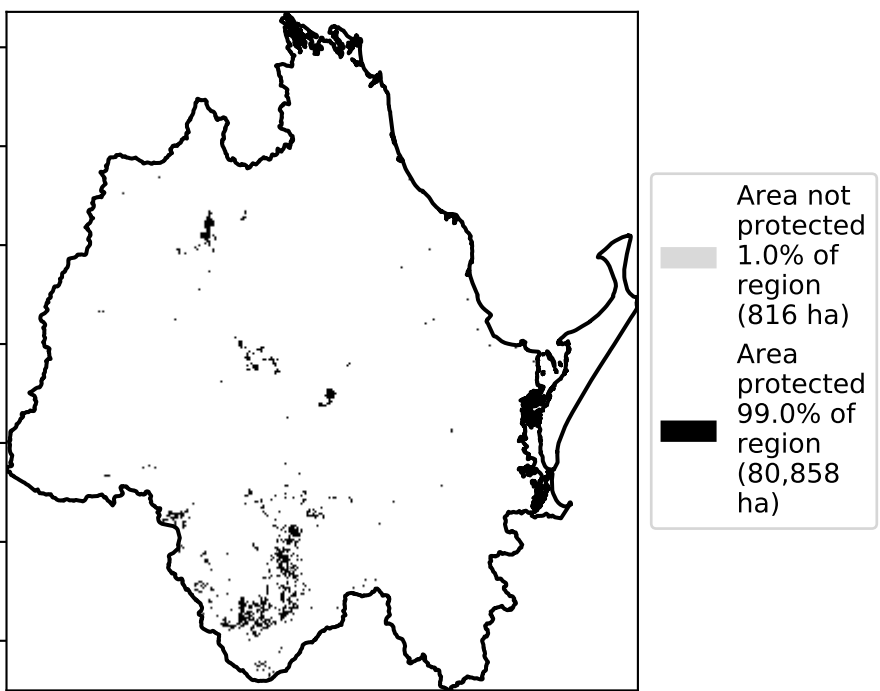 Area not
protected
1.0% of
region
(816 ha)
Area
protected
99.0% of
region
(80,858
ha)